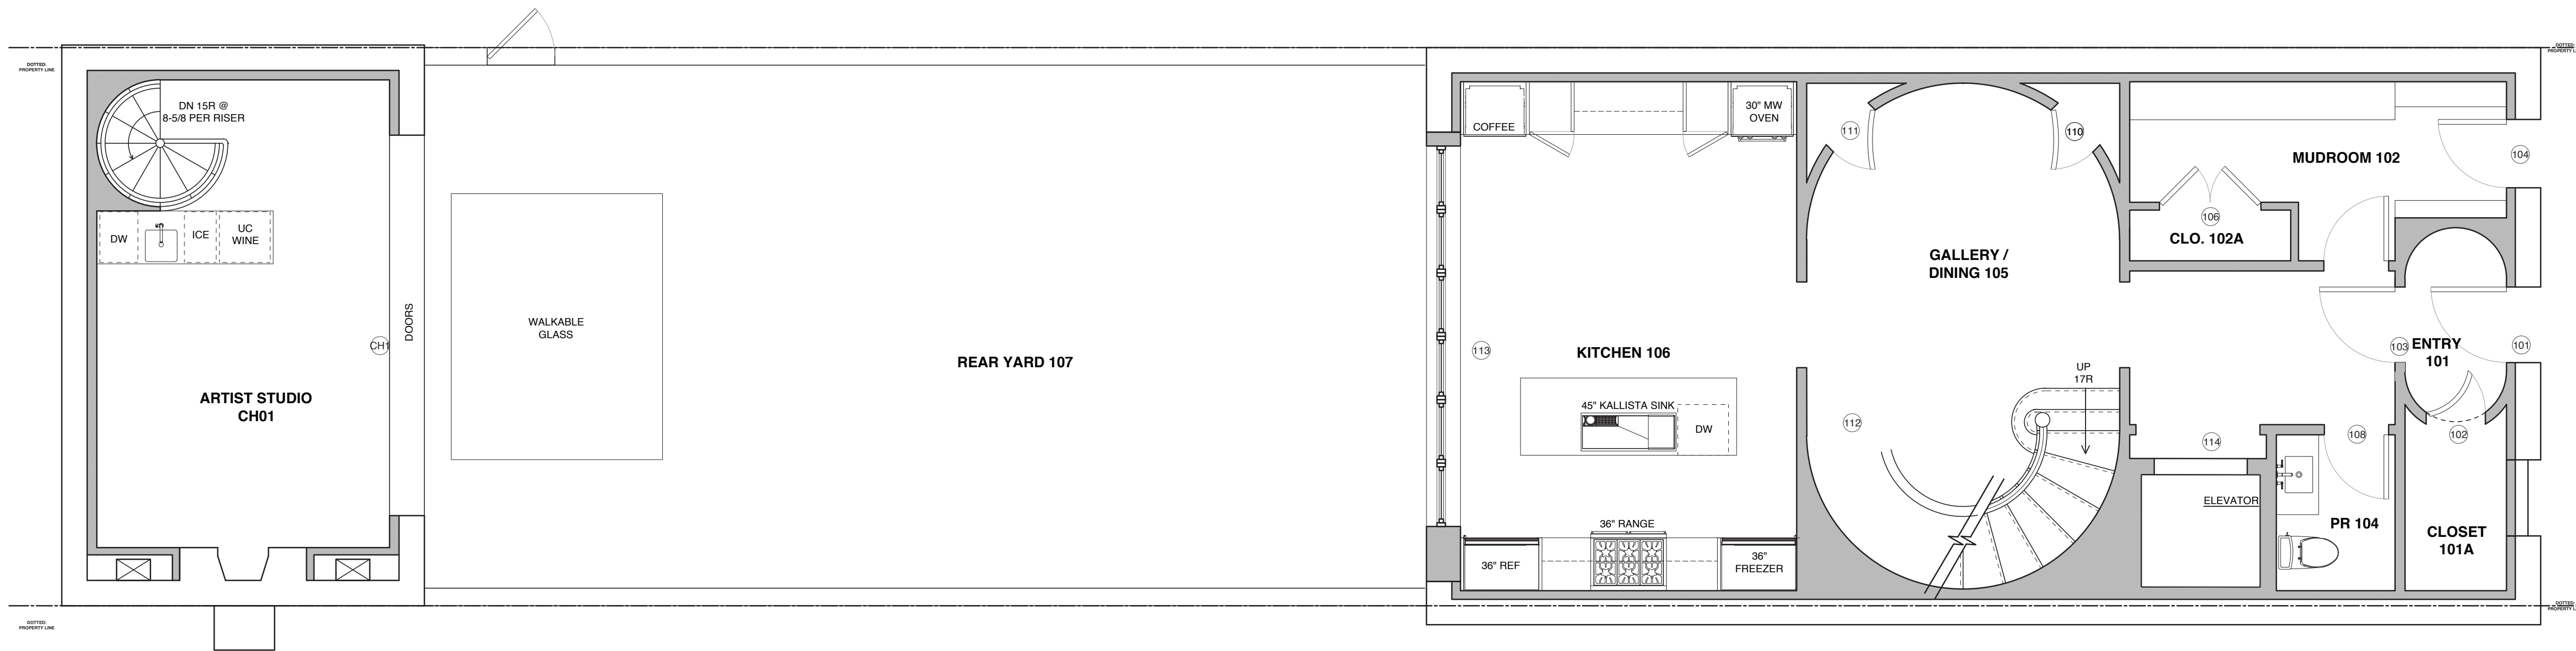 DOTTED:
PROPERTY LINE
DOTTED:
PROPERTY L
DN 15R @
8-5/8 PER RISER
DW
ICE
UC
WINE
DOORS
CH1
ARTIST STUDIO
CH01
WALKABLE
GLASS
REAR YARD 107
COFFEE
30" MW
OVEN
113
KITCHEN 106
45" KALLISTA SINK
DW
36" RANGE
36" REF
36"
FREEZER
111
110
GALLERY /
DINING 105
112
UP
17R
MUDROOM 102
104
106
CLO. 102A
103
ENTRY
101
101
114
108
102
ELEVATOR
PR 104
CLOSET
101A
DOTTED:
PROPERTY LINE
DOTTED:
PROPERTY L